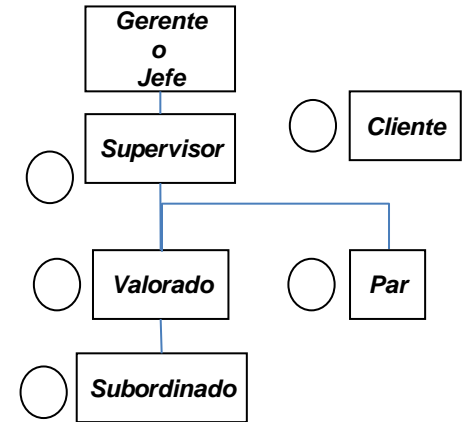 Gerente
o
Jefe
Supervisor
Cliente
Valorado
Par
Subordinado